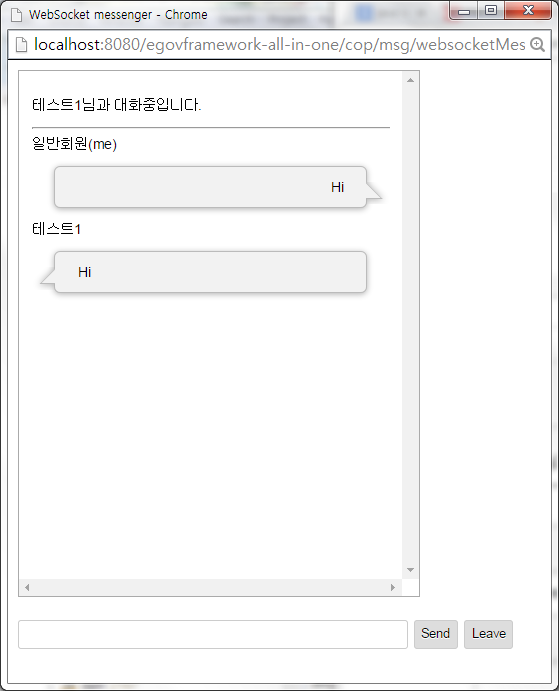 WebSocket messenger - Chrome
localhost:8080/egovframework-all-in-one/cop/msg/websocketMes
테스트1님과 대화중입니다.
일반회원(me)
Hi
테스트1
Hi
Send
Leave